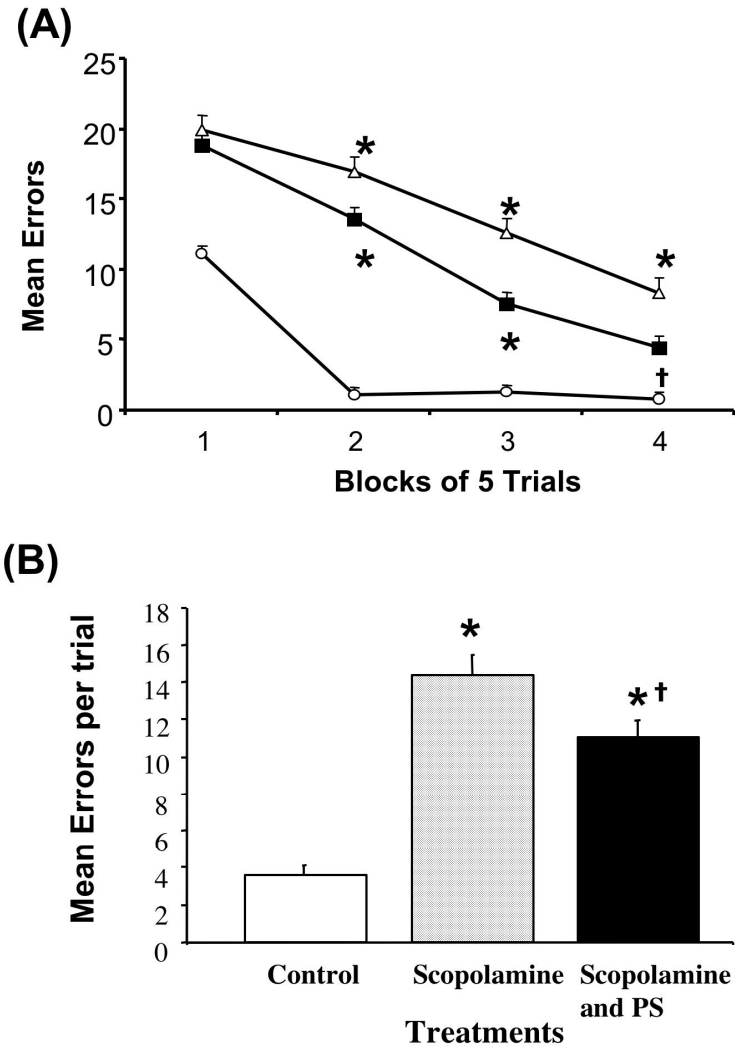 (A)
25
20
15
10
5
0
Mean Errors
*
*
*
*
*
†
1 2 3 4
Blocks of 5 Trials
(B)
18
16
14
12
10
8
6
4
2
0
Mean Errors per trial
*
* †
Control Scopolamine Scopolamine
and PS
Treatments